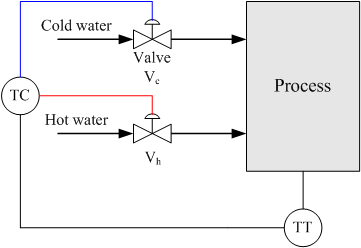 Cold water
Valve
V_c
Process
TC
Hot water
V_h
TT